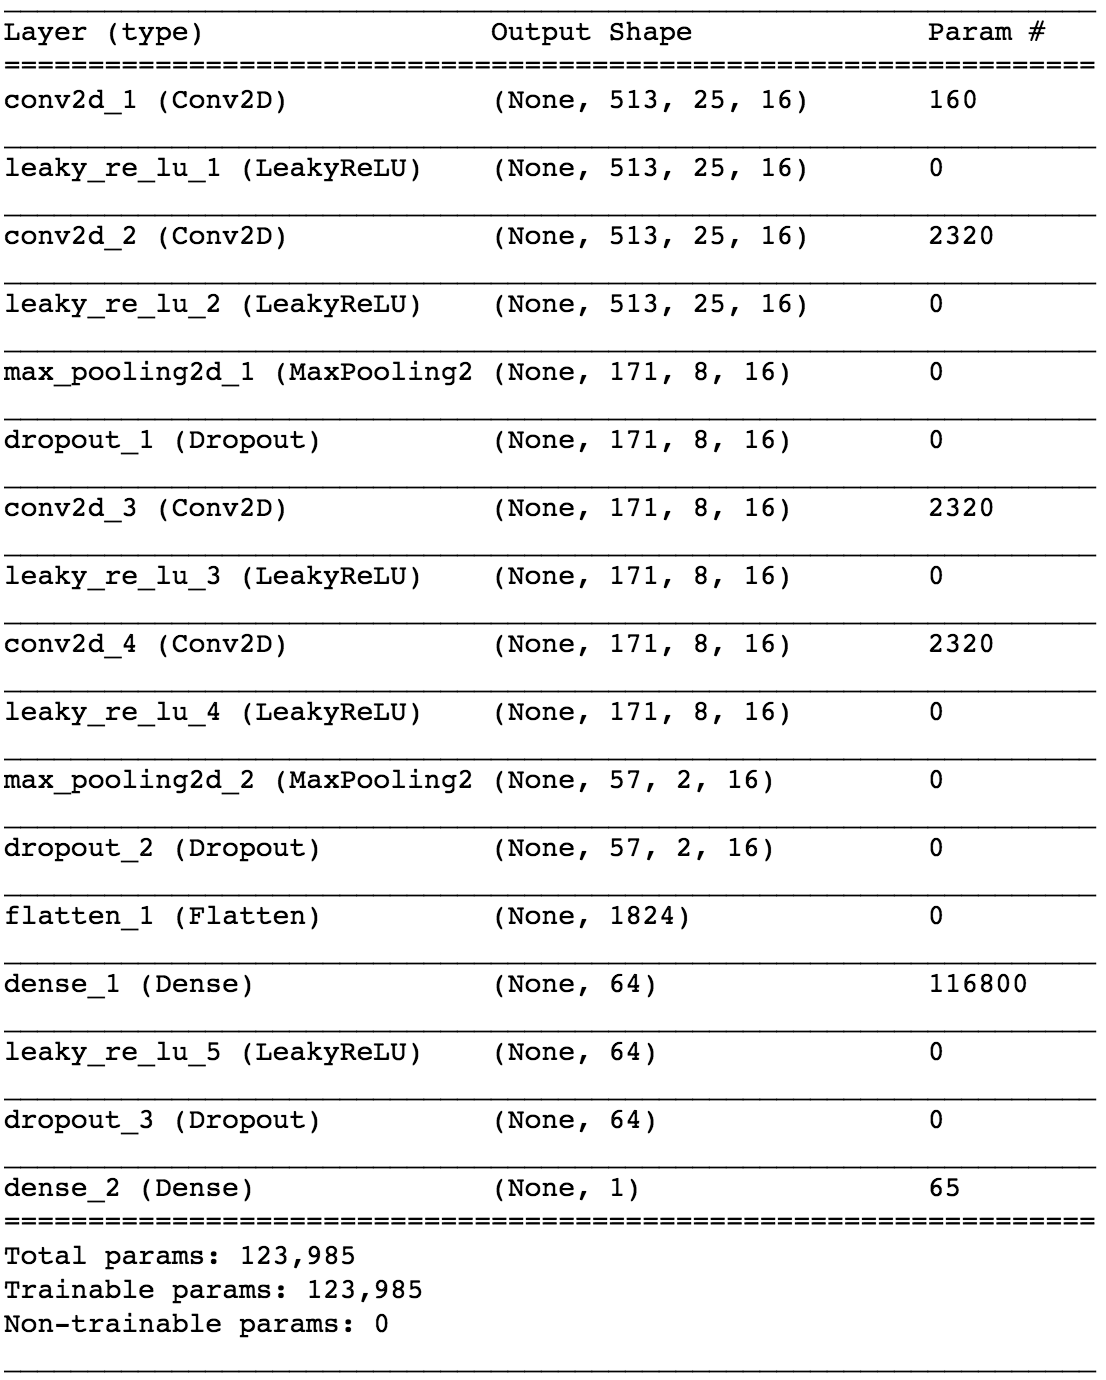 Layer (type) Output Shape Param #
conv2d_1 (Conv2D) (None, 513, 25, 16) 160
leaky_re_lu_1 (LeakyReLU) (None, 513, 25, 16) 0
conv2d_2 (Conv2D) (None, 513, 25, 16) 2320
leaky_re_lu_2 (LeakyReLU) (None, 513, 25, 16) 0
max_pooling2d_1 (MaxPooling2 (None, 171, 8, 16) 0
dropout_1 (Dropout) (None, 171, 8, 16) 0
conv2d_3 (Conv2D) (None, 171, 8, 16) 2320
leaky_re_lu_3 (LeakyReLU) (None, 171, 8, 16) 0
conv2d_4 (Conv2D) (None, 171, 8, 16) 2320
leaky_re_lu_4 (LeakyReLU) (None, 171, 8, 16) 0
max_pooling2d_2 (MaxPooling2 (None, 57, 2, 16) 0
dropout_2 (Dropout) (None, 57, 2, 16) 0
flatten_1 (Flatten) (None, 1824) 0
dense_1 (Dense) (None, 64) 116800
leaky_re_lu_5 (LeakyReLU) (None, 64) 0
dropout_3 (Dropout) (None, 64) 0
dense_2 (Dense) (None, 1) 65
Total params: 123,985
Trainable params: 123,985
Non-trainable params: 0